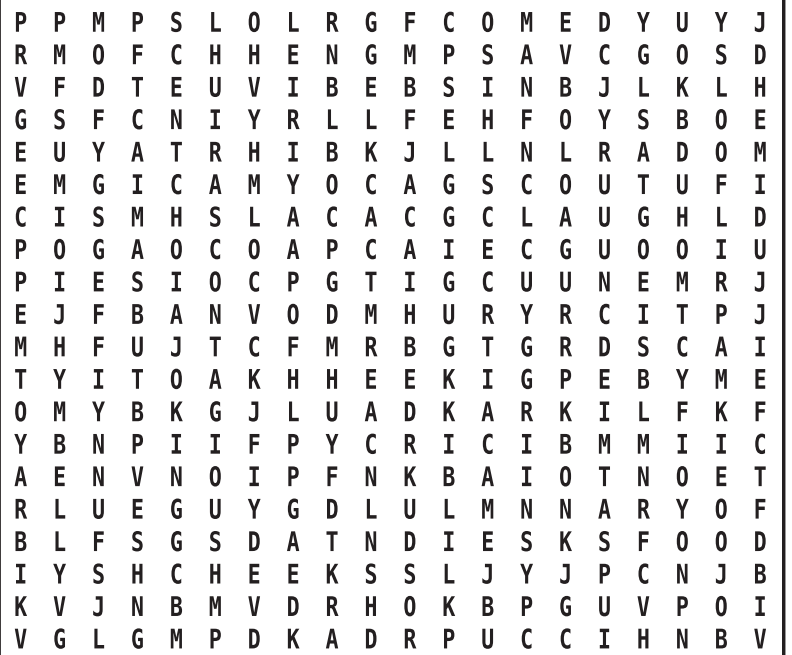 P P M P S L O L R G F C O M E D Y U Y J
R M O F C H H E N G M P S A V C G O S D
V F D T E U V I B E B S I N B J L K L H
G S F C N I Y R L L F E H F O Y S B O E
E U Y A T R H I B K J L L N L R A D O M
E M G I C A M Y O C A G S C O U T U F I
C I S M H S L A C A C G C L A U G H L D
P O G A O C O A P C A I E C G U O O I U
P I E S I O C P G T I G C U U N E M R J
E J F B A N V O D M H U R Y R C I T P J
M H F U J T C F M R B G T G R D S C A I
T Y I T O A K H H E E K I G P E B Y M E
O M Y B K G J L U A D K A R K I L F K F
Y B N P I I F P Y C R I C I B M M I I C
A E N V N O I P F N K B A I O T N O E T
R L U E G U Y G D L U L M N N A R Y O F
B L F S G S D A T N D I E S K S F O O D
I Y S H C H E E K S S L J Y J P C N J B
K V J N B M V D R H O K B P G U V P O I
V G L G M P D K A D R P U C C I H N B V